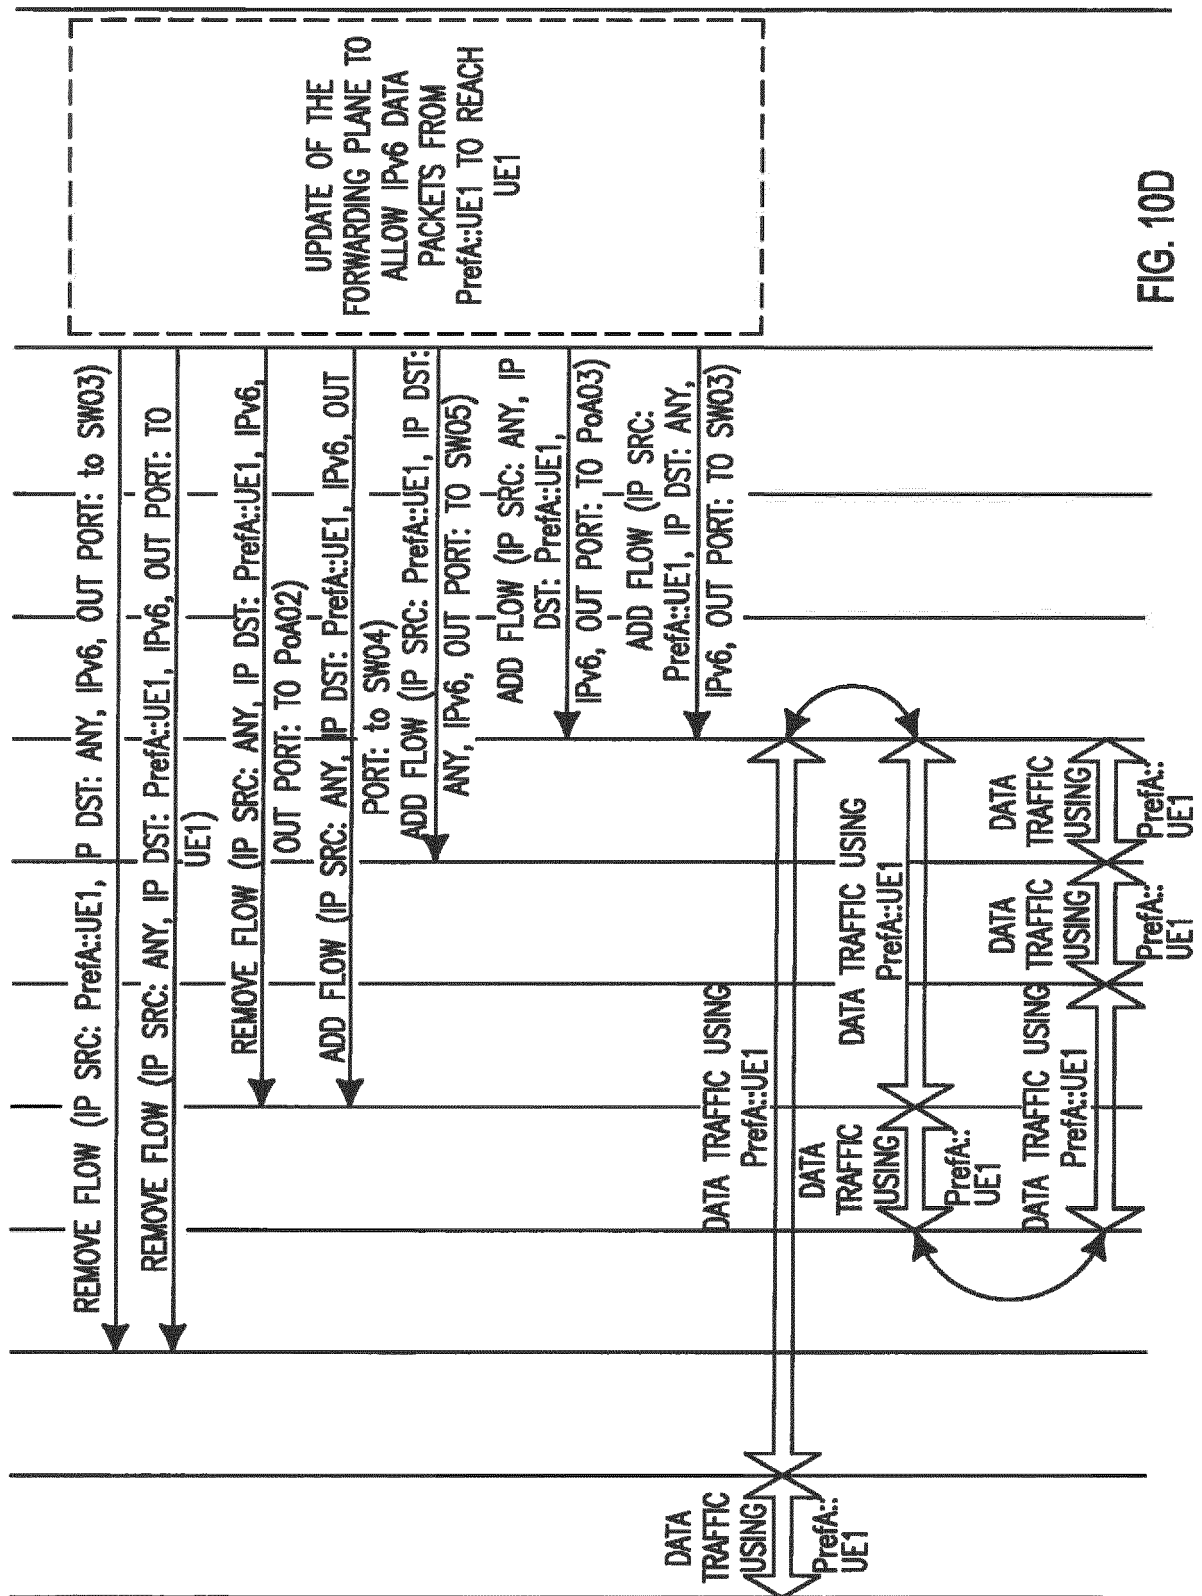 UPDATE OF THE
FORWARDING PLANE TO
ALLOW IPv6 DATA
PACKETS FROM
PrefA::UE1 TO REACH
UE1
REMOVE FLOW (IP SRC: PrefA::UE1, IP DST: ANY, IPv6, OUT PORT: to SW03)
REMOVE FLOW (IP SRC: ANY, IP DST: PrefA::UE1, IPv6, OUT PORT: TO
UE1)
REMOVE FLOW (IP SRC: ANY, IP DST: PrefA::UE1, IPv6,
OUT PORT: TO PoA02)
ADD FLOW (IP SRC: ANY, IP DST: PrefA::UE1, IPv6, OUT
PORT: to SW04)
ADD FLOW (IP SRC: PrefA::UE1, IP DST:
ANY, IPv6, OUT PORT: TO SW05)
ADD FLOW (IP SRC: ANY, IP
DST: PrefA::UE1,
IPv6, OUT PORT: TO PoA03)
ADD FLOW (IP SRC:
PrefA::UE1, IP DST: ANY,
IPv6, OUT PORT: TO SW03)
DATA
TRAFFIC
USING
PrefA::
UE1
DATA TRAFFIC USING
PrefA::UE1
DATA
TRAFFIC
USING
PrefA::
UE1
DATA TRAFFIC USING
PrefA::UE1
DATA TRAFFIC USING
PrefA::UE1
DATA
TRAFFIC
USING
PrefA::
UE1
DATA
TRAFFIC
USING
PrefA::
UE1
FIG. 10D